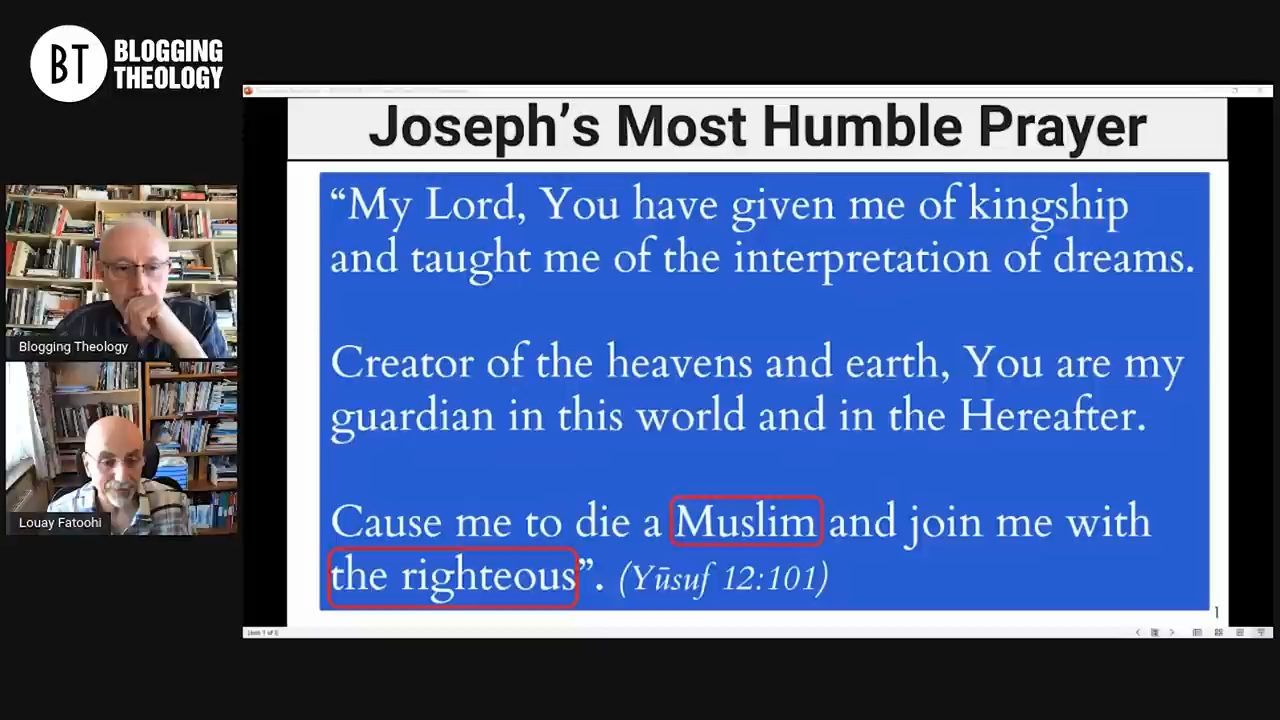 BT BLOGGING
THEOLOGY
Joseph’s Most Humble Prayer
“My Lord, You have given me of kingship
and taught me of the interpretation of dreams.
Creator of the heavens and earth, You are my
guardian in this world and in the Hereafter.
Cause me to die a Muslim and join me with
the righteous”. (Yūsuf 12:101)
1
Blogging Theology
Louay Fatoohi